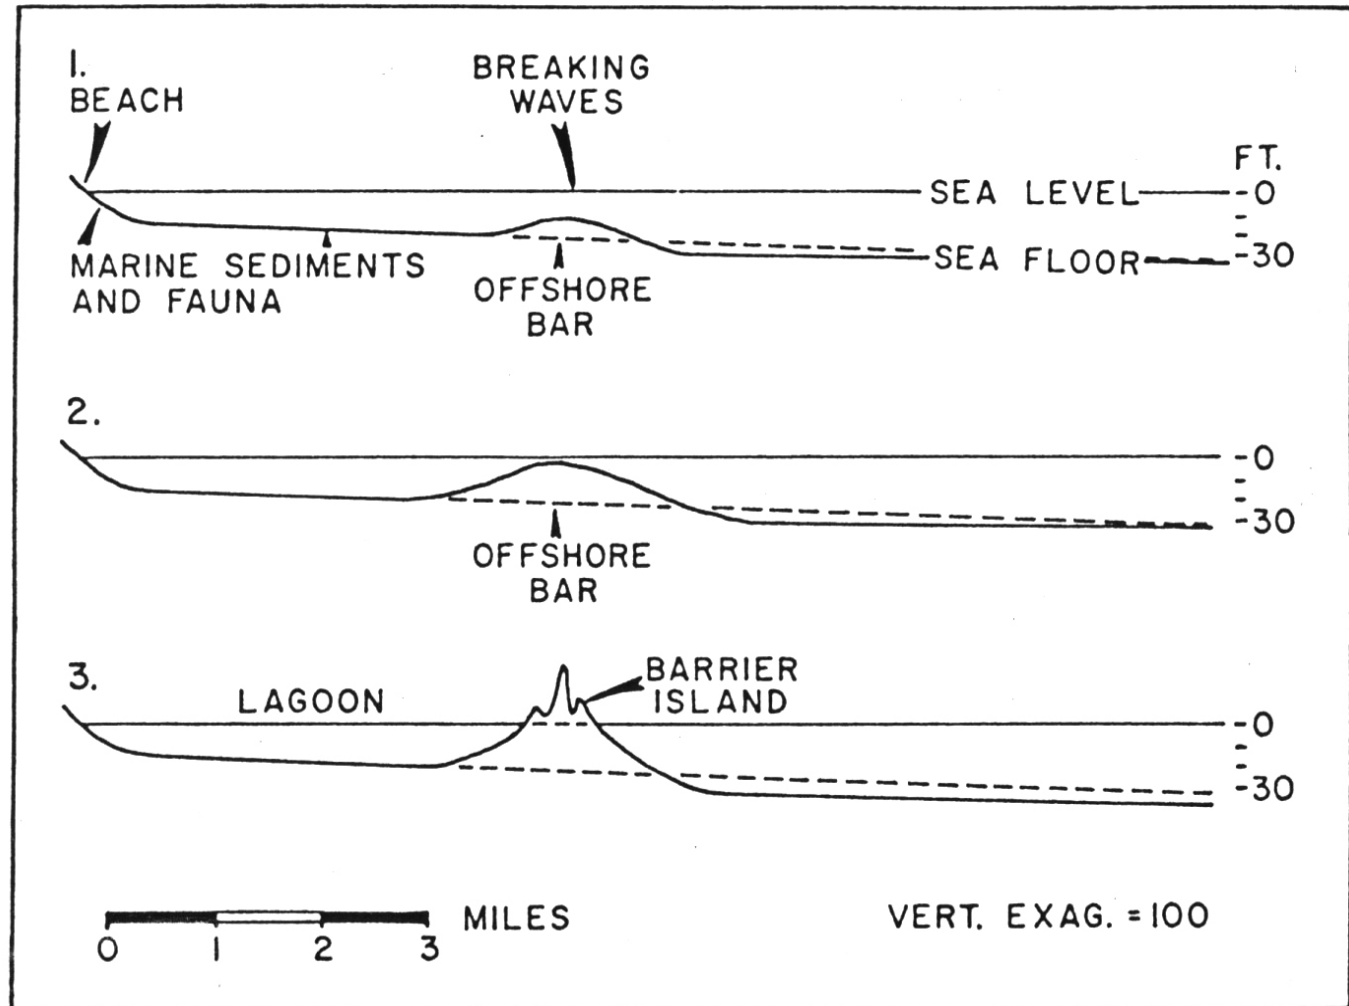 1.
BEACH
BREAKING
WAVES
FT.
SEA LEVEL
-0
MARINE SEDIMENTS
AND FAUNA
OFFSHORE
BAR
SEA FLOOR
-30
2.
-0
-30
OFFSHORE
BAR
3.
LAGOON
BARRIER
ISLAND
-0
-30
MILES
0 1 2 3
VERT. EXAG. = 100